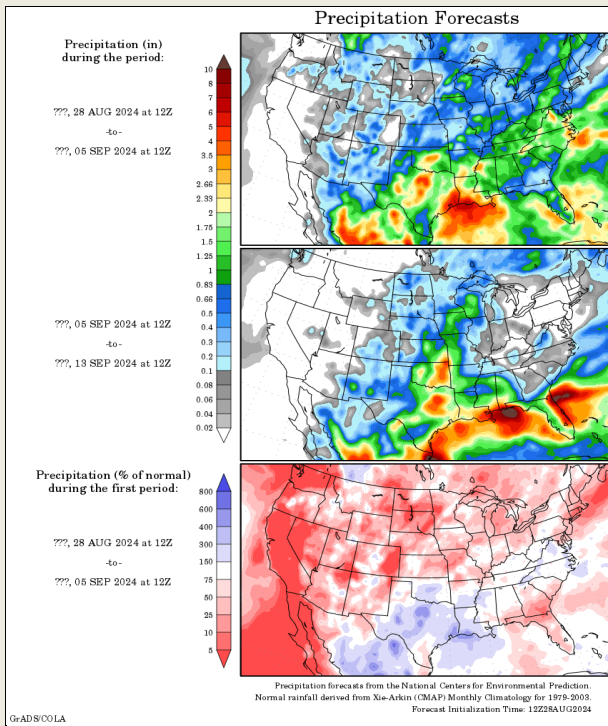 Precipitation Forecasts
Precipitation (in)
during the period:
???, 28 AUG 2024 at 12Z
-to-
???, 05 SEP 2024 at 12Z
10
8
7
6
5
4
3.5
3
2.66
2.33
2
1.75
1.5
1.25
1
0.83
0.66
0.5
0.4
0.3
0.2
0.1
0.08
0.06
0.04
0.02
???, 05 SEP 2024 at 12Z
-to-
???, 13 SEP 2024 at 12Z
Precipitation (% of normal)
during the first period:
???, 28 AUG 2024 at 12Z
-to-
???, 05 SEP 2024 at 12Z
800
600
400
300
150
75
50
25
10
5
Precipitation forecasts from the National Centers for Environmental Prediction.
Normal rainfall derived from Xie-Arkin (CMAP) Monthly Climatology for 1979-2003.
Forecast Initialization Time: 12Z28AUG2024
GrADS/COLA